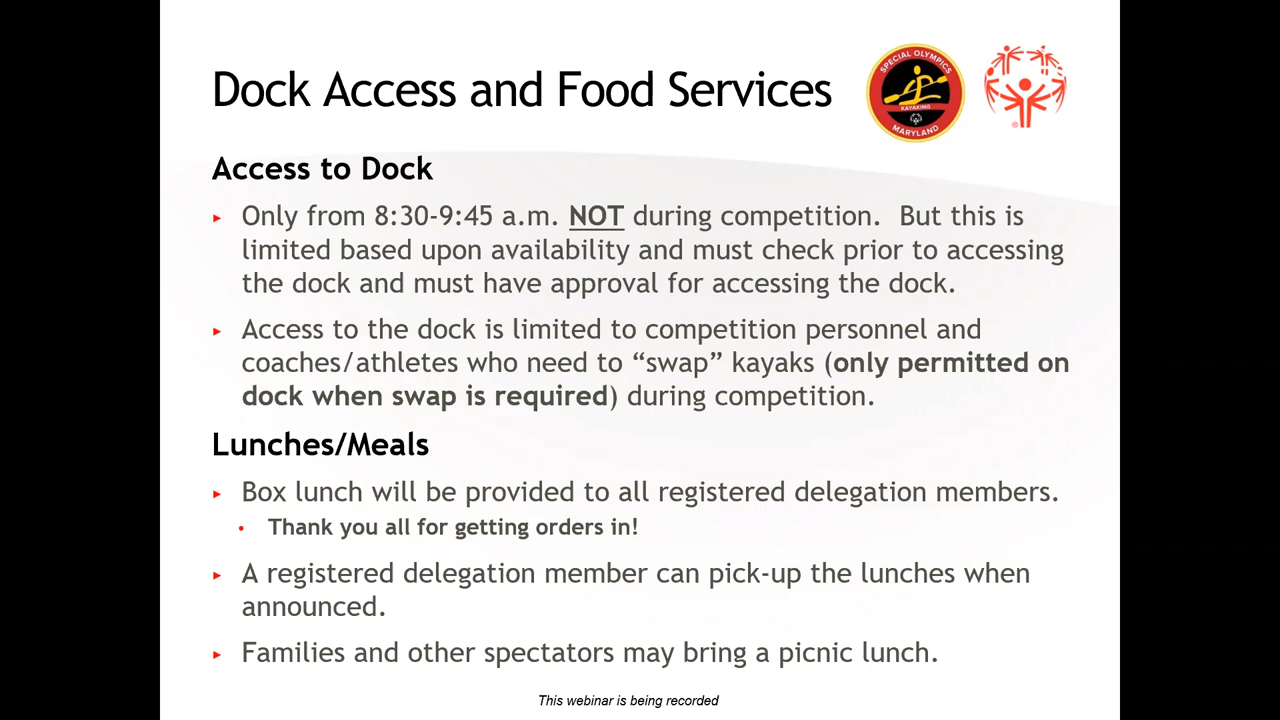 Dock Access and Food Services
SPECIAL OLYMPICS
KAYAKING
MARYLAND
Access to Dock
Only from 8:30-9:45 a.m. NOT during competition.  But this is
limited based upon availability and must check prior to accessing
the dock and must have approval for accessing the dock.
Access to the dock is limited to competition personnel and
coaches/athletes who need to “swap” kayaks (only permitted on
dock when swap is required) during competition.
Lunches/Meals
Box lunch will be provided to all registered delegation members.
Thank you all for getting orders in!
A registered delegation member can pick-up the lunches when
announced.
Families and other spectators may bring a picnic lunch.
This webinar is being recorded